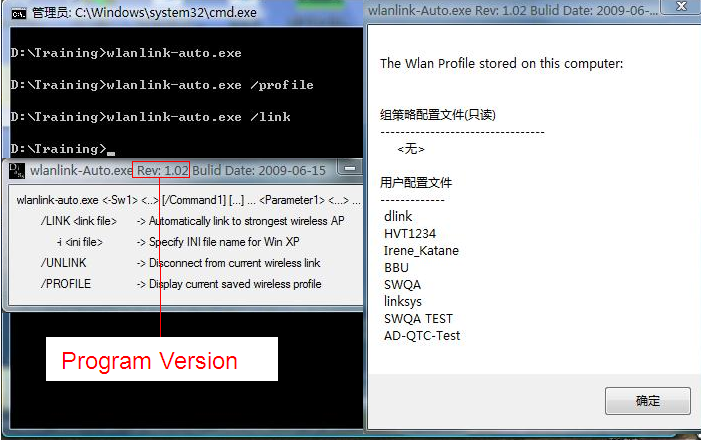 管理员: C:\Windows\system32\cmd.exe
D:\Training>wlanlink-auto.exe
D:\Training>wlanlink-auto.exe /profile
D:\Training>wlanlink-auto.exe /link
D:\Training>_
wlanlink-Auto.exe Rev: 1.02 Bulid Date: 2009-06-15
wlanlink-auto.exe <-Sw1> <...> [/Command1] [...] ... <Parameter1> <...> ...
/LINK <link file> -> Automatically link to strongest wireless AP
-i <ini file> -> Specify INI file name for Win XP
/UNLINK -> Disconnect from current wireless link
/PROFILE -> Display current saved wireless profile
Program Version
wlanlink-Auto.exe Rev: 1.02 Bulid Date: 2009-06-...
The Wlan Profile stored on this computer:
组策略配置文件(只读)
---------------------------------
<无>
用户配置文件
-------------
dlink
HVT1234
Irene_Katane
BBU
SWQA
linksys
SWQA TEST
AD-QTC-Test
确定